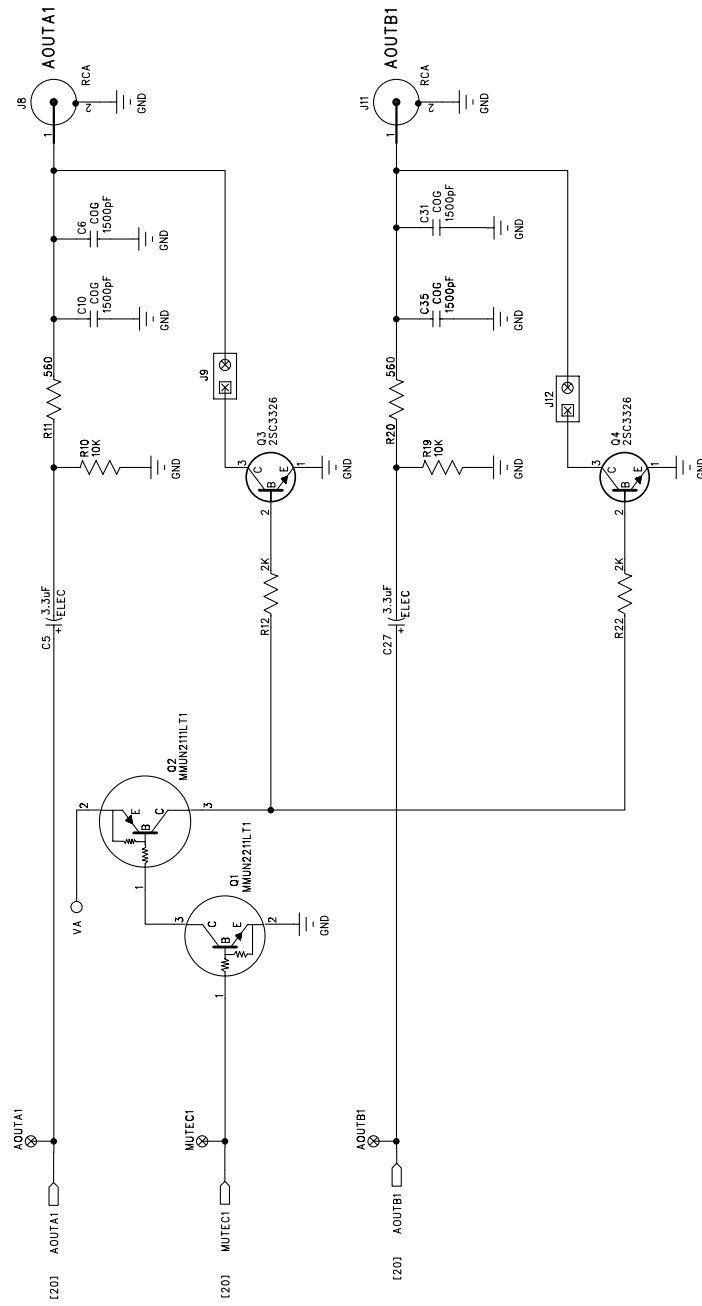 [20] AOUTA1
AOUTA1
VA
C5
3.3uF
+
ELEC
R11
560
R10
10K
GND
C10
COG
1500pF
GND
C6
COG
1500pF
GND
J8
1
2
RCA
GND
AOUTA1
[20] MUTEC1
MUTEC1
1
B
C
E
3
2
Q1
MMUN2211LT1
GND
1
B
E
C
2
3
Q2
MMUN2111LT1
R12
2K
2
B
C
E
3
1
Q3
2SC3326
GND
J9
[20] AOUTB1
AOUTB1
C27
3.3uF
+
ELEC
R20
560
R19
10K
GND
C35
COG
1500pF
GND
C31
COG
1500pF
GND
J11
1
2
RCA
GND
AOUTB1
R22
2K
2
B
C
E
3
1
Q4
2SC3326
GND
J12